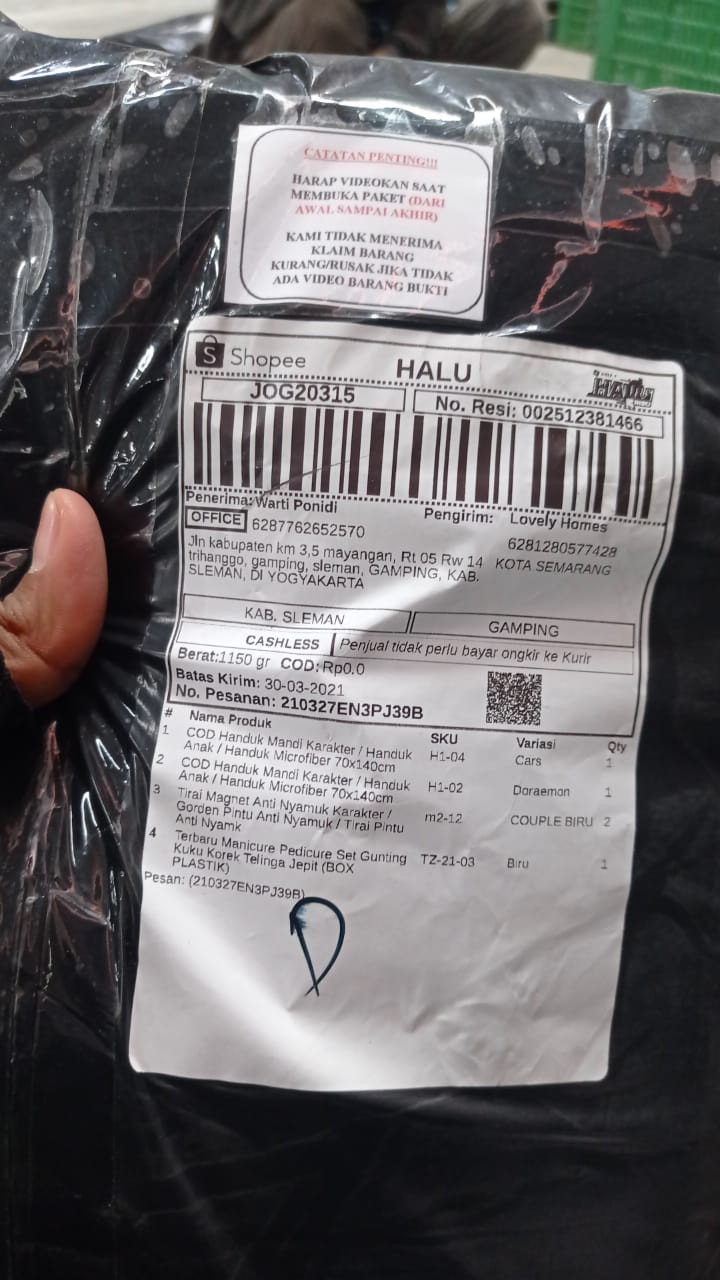 CATATAN PENTING!!!
HARAP VIDEOKAN SAAT
MEMBUKA PAKET (DARI
AWAL SAMPAI AKHIR)
KAMI TIDAK MENERIMA
KLAIM BARANG
KURANG/RUSAK JIKA TIDAK
ADA VIDEO BARANG BUKTI
S Shopee HALU HALU
JOG20315 No. Resi: 002512381466
Penerima: Warti Ponidi Pengirim: Lovely Homes
OFFICE 6287762652570 6281280577428
Jln kabupaten km 3,5 mayangan, Rt 05 Rw 14 KOTA SEMARANG
trihanggo, gamping, sleman, GAMPING, KAB.
SLEMAN, DI YOGYAKARTA
KAB. SLEMAN GAMPING
CASHLESS Penjual tidak perlu bayar ongkir ke Kurir
Berat:1150 gr COD:Rp0.0
Batas Kirim: 30-03-2021
No. Pesanan: 210327EN3PJ39B
# Nama Produk SKU Variasi Qty
1 COD Handuk Mandi Karakter / Handuk H1-04 Cars 1
Anak / Handuk Microfiber 70x140cm
2 COD Handuk Mandi Karakter / Handuk H1-02 Doraemon 1
Anak / Handuk Microfiber 70x140cm
3 Tirai Magnet Anti Nyamuk Karakter / m2-12 COUPLE BIRU 2
Gorden Pintu Anti Nyamuk / Tirai Pintu
Anti Nyamk
4 Terbaru Manicure Pedicure Set Gunting TZ-21-03 Biru 1
Kuku Korek Telinga Jepit (BOX
PLASTIK)
Pesan: (210327EN3PJ39B)